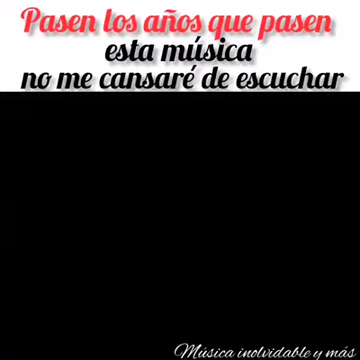 Pasen los años que pasen
esta música
no me cansaré de escuchar
Música inolvidable y más